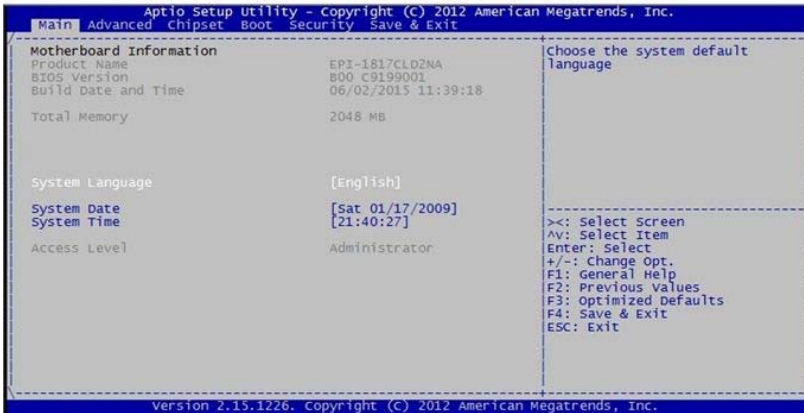 Aptio Setup Utility – Copyright (C) 2012 American Megatrends, Inc.
Main Advanced Chipset Boot Security Save & Exit
Motherboard Information
Product Name EPI-1817CLD2NA
BIOS Version B00 C9199001
Build Date and Time 06/02/2015 11:39:18
Total Memory 2048 MB
System Language [English]
System Date [Sat 01/17/2009]
System Time [21:40:27]
Access Level Administrator
Choose the system default
language
><: Select Screen
^v: Select Item
Enter: Select
+/-: Change Opt.
F1: General Help
F2: Previous Values
F3: Optimized Defaults
F4: Save & Exit
ESC: Exit
Version 2.15.1226. Copyright (C) 2012 American Megatrends, Inc.